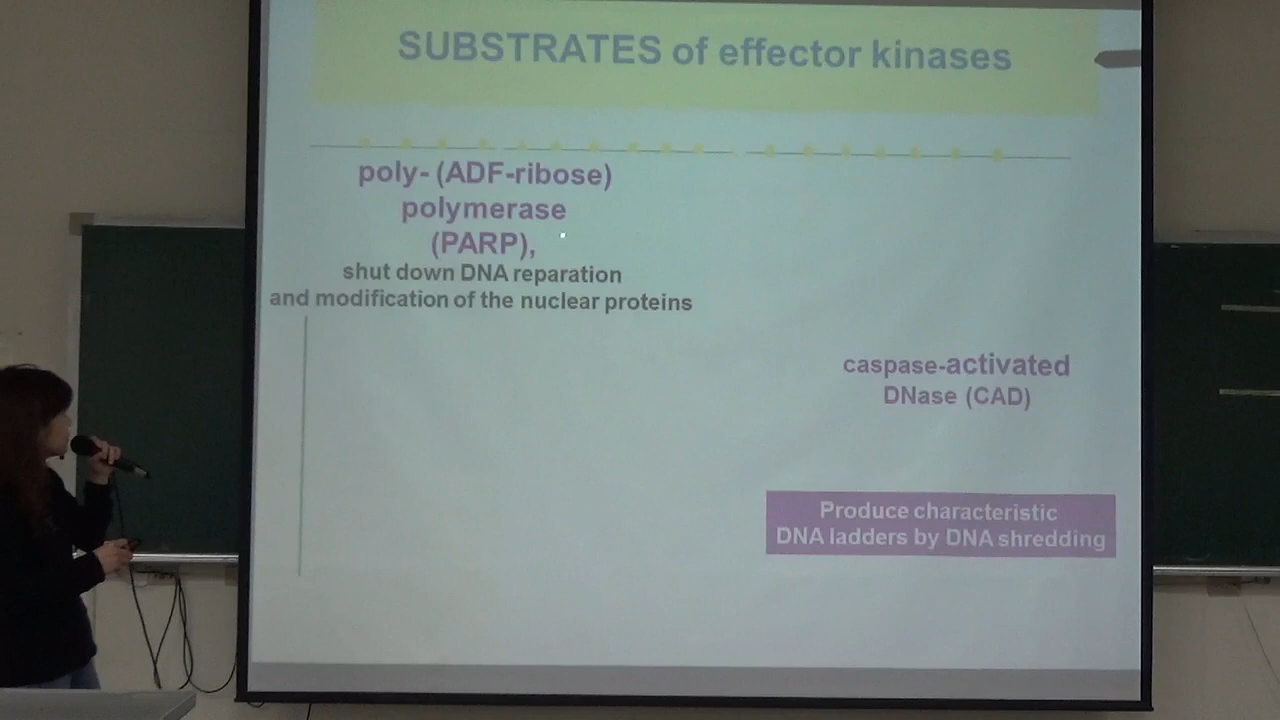 SUBSTRATES of effector kinases
poly- (ADF-ribose)
polymerase
(PARP),
shut down DNA reparation
and modification of the nuclear proteins
caspase-activated
DNase (CAD)
Produce characteristic
DNA ladders by DNA shredding